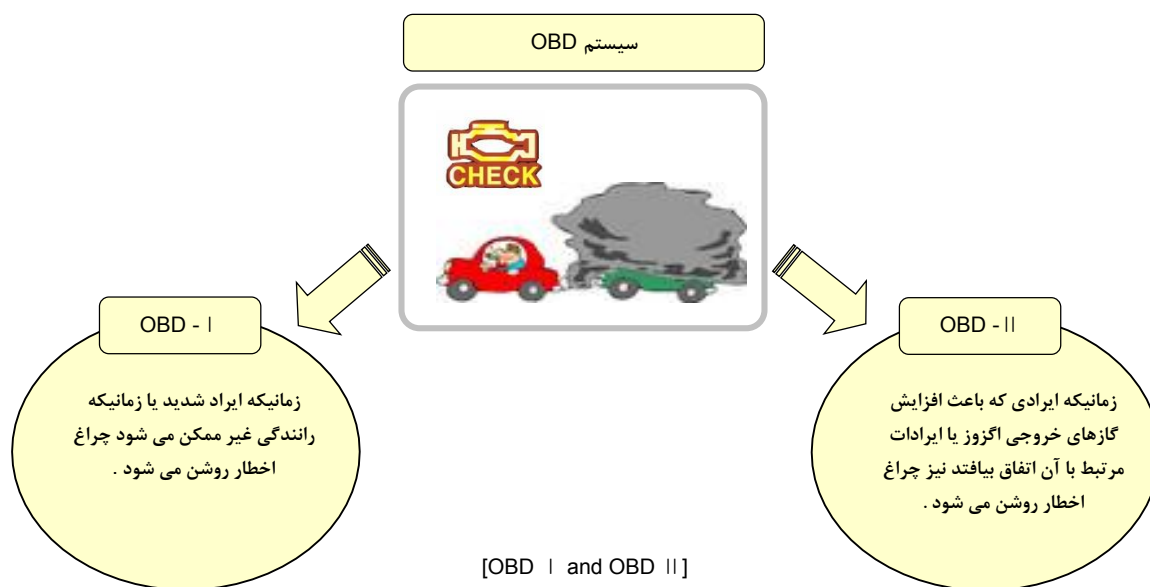 سیستم OBD
CHECK
OBD - I
زمانیکه ایراد شدید یا زمانیکه
رانندگی غیر ممکن می شود چراغ
اخطار روشن می شود .
OBD - II
زمانیکه ایرادی که باعث افزایش
گازهای خروجی اگزوز یا ایرادات
مرتبط با آن اتفاق بیافتد نیز چراغ
اخطار روشن می شود .
[OBD I and OBD II]